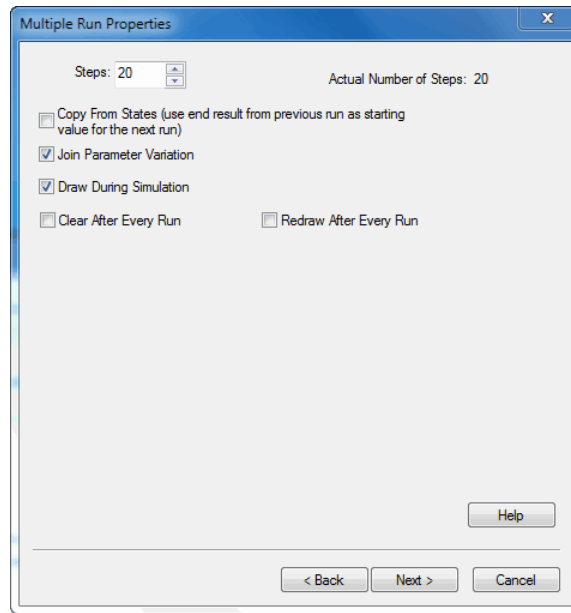 Multiple Run Properties
X
Steps: 20
Actual Number of Steps: 20
Copy From States (use end result from previous run as starting
value for the next run)
Join Parameter Variation
Draw During Simulation
Clear After Every Run
Redraw After Every Run
Help
< Back
Next >
Cancel